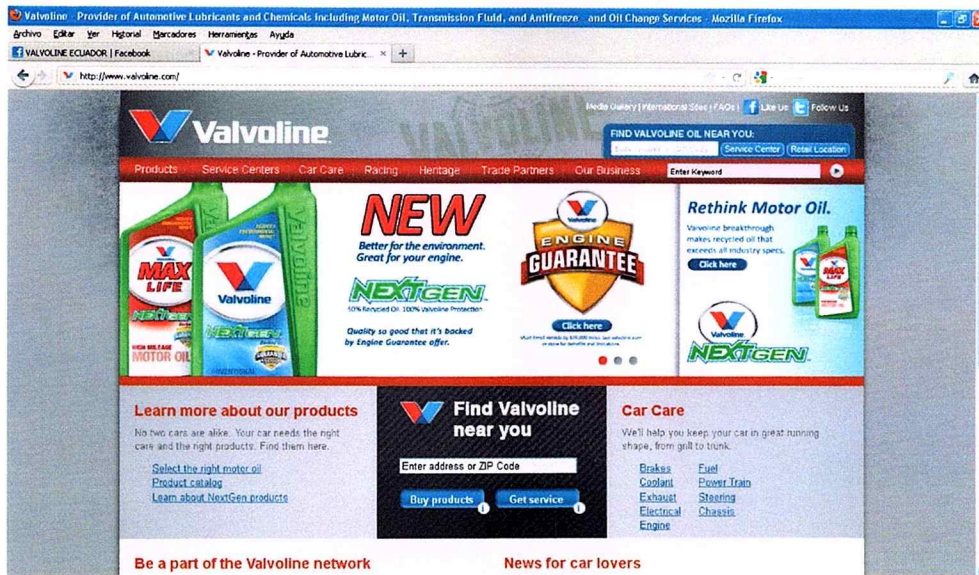 Valvoline - Provider of Automotive Lubricants and Chemicals including Motor Oil, Transmission Fluid, and Antifreeze - and Oil Change Services - Mozilla Firefox
Archivo Editar Ver Historial Marcadores Herramientas Ayuda
VALVOLINE ECUADOR | Facebook
Valvoline - Provider of Automotive Lubric...
http://www.valvoline.com/
Media Gallery | International Sites | FAQs | Like Us Follow Us
Valvoline
VALVOLINE
FIND VALVOLINE OIL NEAR YOU:
Service Center Retail Location
Products Service Centers Car Care Racing Heritage Trade Partners Our Business Enter Keyword
MAX LIFE
NEXTGEN
HIGH MILEAGE
MOTOR OIL
Valvoline
NEXTGEN
CONVENTIONAL
Valvoline
NEW
Better for the environment.
Great for your engine.
NEXTGEN
50% Recycled Oil. 100% Valvoline Protection
Quality so good that it's backed
by Engine Guarantee offer.
Valvoline
ENGINE
GUARANTEE
Click here
Rethink Motor Oil.
Valvoline breakthrough
makes recycled oil that
exceeds all industry specs.
Click here
Valvoline
NEXTGEN
Learn more about our products
No two cars are alike. Your car needs the right
care and the right products. Find them here.
Select the right motor oil
Product catalog
Learn about NextGen products
Find Valvoline
near you
Enter address or ZIP Code
Buy products Get service
Car Care
We'll help you keep your car in great running
shape, from grill to trunk.
Brakes Fuel
Coolant Power Train
Exhaust Steering
Electrical Chassis
Engine
Be a part of the Valvoline network
News for car lovers